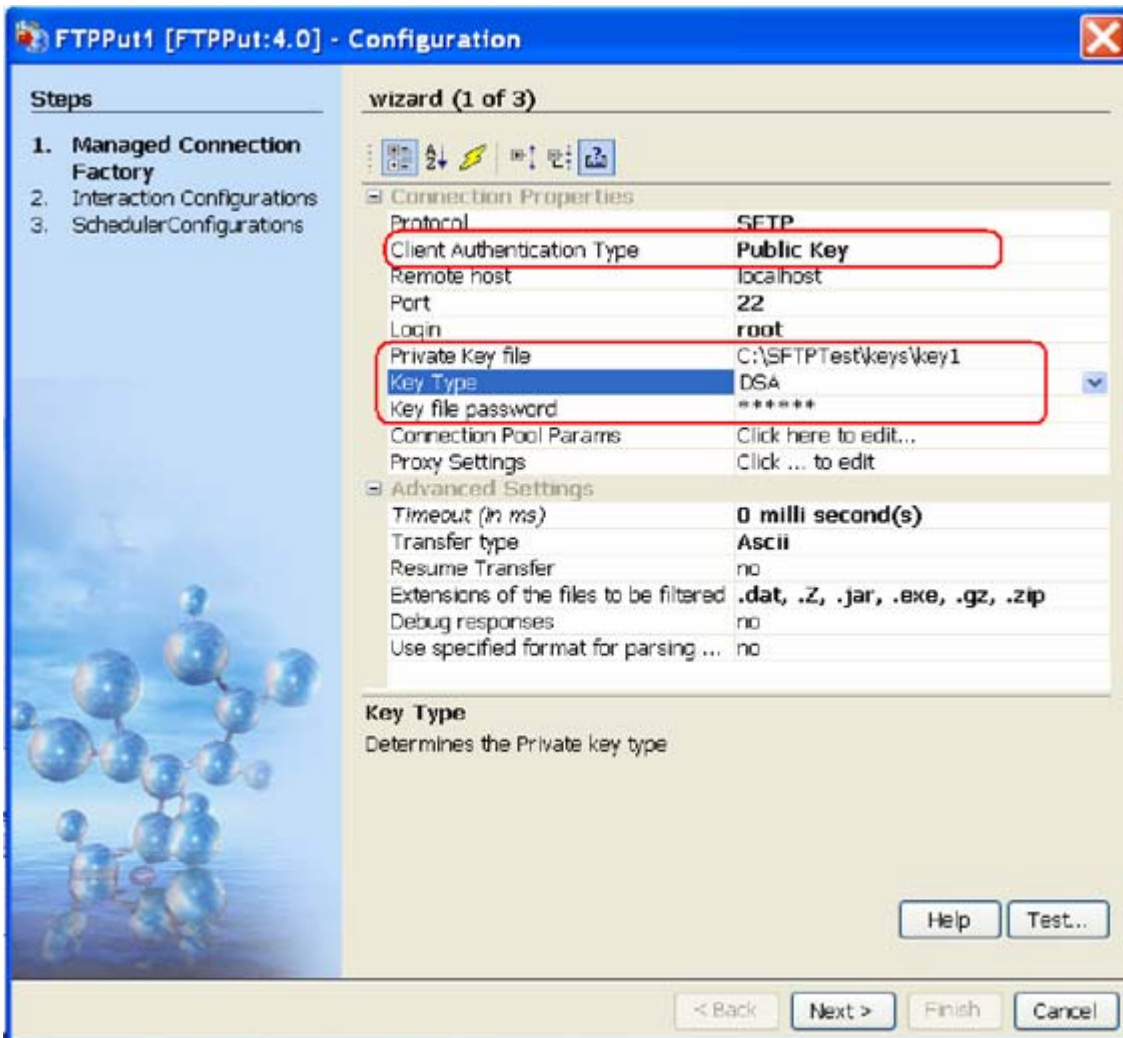 FTPPut1 [FTPPut:4.0] - Configuration
Steps
1. Managed Connection
Factory
2. Interaction Configurations
3. SchedulerConfigurations
wizard (1 of 3)
Connection Properties
Protocol SFTP
Client Authentication Type Public Key
Remote host localhost
Port 22
Login root
Private Key file C:\SFTPTest\keys\key1
Key Type DSA
Key file password ******
Connection Pool Params Click here to edit...
Proxy Settings Click ... to edit
Advanced Settings
Timeout (in ms) 0 milli second(s)
Transfer type Ascii
Resume Transfer no
Extensions of the files to be filtered .dat, .Z, .jar, .exe, .gz, .zip
Debug responses no
Use specified format for parsing ... no
Key Type
Determines the Private key type
Help Test...
< Back Next > Finish Cancel